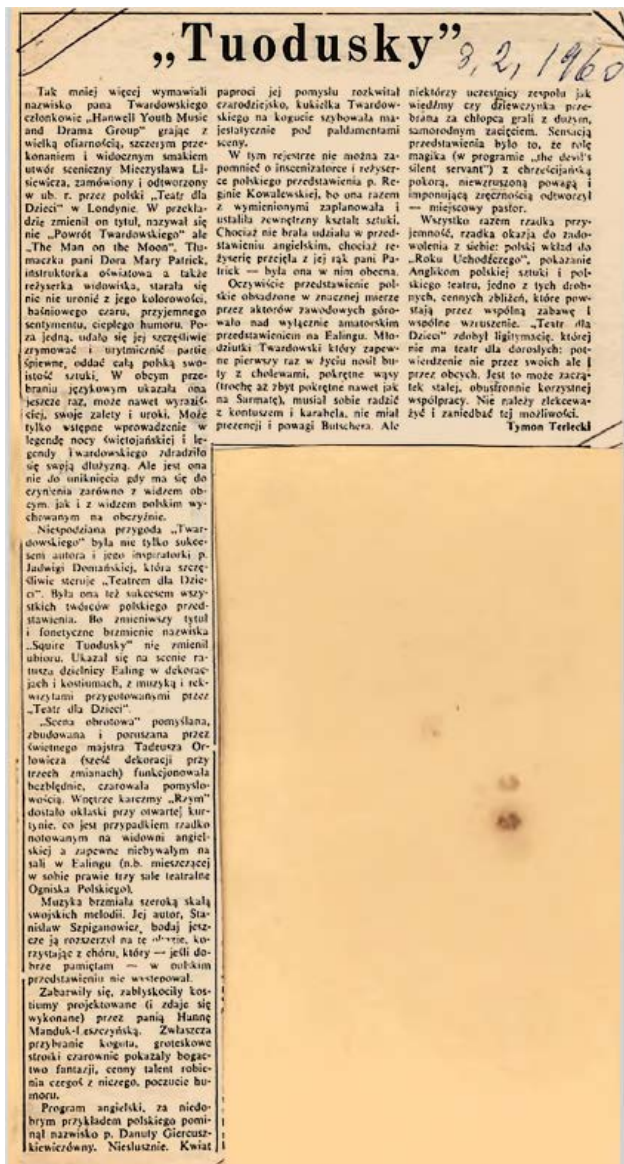 „Tuodusky”
3, 2, 1960
Tak mniej więcej wymawiali
nazwisko pana Twardowskiego
członkowie „Hanwell Youth Music
and Drama Group” grając z
wielką ofiarnością, szczerym prze-
konaniem i widocznym smakiem
utwór sceniczny Mieczysława Li-
siewicza, zamówiony i odtworzony
w ub. r. przez polski „Teatr dla
Dzieci” w Londynie. W przekła-
dzie zmienił on tytuł, nazywał się
nie „Powrót Twardowskiego” ale
„The Man on the Moon”. Tłu-
maczka pani Dora Mary Patrick,
instruktorka oświatowa a także
reżyserka widowiska, starała się
nic nie uronić z jego kolorowości,
baśniowego czaru, przyjemnego
sentymentu, ciepłego humoru. Po-
za jedną, udało się jej szczęśliwie
zrymować i urytmicznić partie
śpiewne, oddać całą polską swo-
istość sztuki. W obcym prze-
braniu językowym ukazała ona
jeszcze raz, może nawet wyraziś-
ciej, swoje zalety i uroki. Może
tylko wstępne wprowadzenie w
legendę nocy świętojańskiej i le-
gendy Twardowskiego zdradziło
się swoją dłużyzną. Ale jest ona
nie do uniknięcia gdy ma się do
czynienia zarówno z widzem ob-
cym, jak i z widzem polskim wy-
chowanym na obczyźnie.
Niespodziana przygoda „Twar-
dowskiego” była nie tylko sukce-
sem autora i jego inspiratorki p.
Jadwigi Domańskiej, która szczę-
śliwie steruje „Teatrem dla Dzie-
ci”. Była ona też sukcesem wszy-
stkich twórców polskiego przed-
stawienia. Bo zmieniwszy tytuł
i fonetyczne brzmienie nazwiska
„Squire Tuodusky” nie zmienił
ubioru. Ukazał się na scenie ra-
tusza dzielnicy Ealing w dekorac-
jach i kostiumach, z muzyką i rek-
wizytami przygotowanymi przez
„Teatr dla Dzieci”.
„Scena obrotowa” pomyślana,
zbudowana i poruszana przez
świetnego majstra Tadeusza Or-
łowicza (sześć dekoracji przy
trzech zmianach) funkcjonowała
bezbłędnie, czarowała pomysło-
wością. Wnętrze karczmy „Rzym”
dostało oklaski przy otwartej kur-
tynie, co jest przypadkiem rzadko
notowanym na widowni angiel-
skiej a zapewne niebywałym na
sali w Ealingu (n.b. mieszczącej
w sobie prawie trzy sale teatralne
Ogniska Polskiego).
Muzyka brzmiała szeroką skalą
swojskich melodii. Jej autor, Sta-
nisław Szpiganowicz, bodaj jesz-
cze ją rozszerzył na tę okazję, ko-
rzystając z chóru, który — jeśli do-
brze pamiętam — w polskim
przedstawieniu nie występował.
Zabarwiły się, zabłyskociły kos-
tiumy projektowane (i zdaje się
wykonane) przez panią Hannę
Manduk-Leszczyńską. Zwłaszcza
przybranie koguta, groteskowe
stroiki czarownic pokazały bogac-
two fantazji, cenny talent robie-
nia czegoś z niczego, poczucie hu-
moru.
Program angielski, za niedo-
brym przykładem polskiego pomi-
nął nazwisko p. Danuty Giercusz-
kiewiczówny. Niesłusznie. Kwiat
paproci jej pomysłu rozkwitał
czarodziejsko, kukiełka Twardow-
skiego na kogucie szybowała ma-
jestatycznie pod paldamentami
sceny.
W tym rejestrze nie można za-
pomnieć o inscenizatorce i reżyser-
ce polskiego przedstawienia p. Re-
ginie Kowalewskiej, bo ona razem
z wymienionymi zaplanowała i
ustaliła zewnętrzny kształt sztuki.
Chociaż nie brała udziału w przed-
stawieniu angielskim, chociaż re-
żyserię przejęła z jej rąk pani Pa-
trick — była ona w nim obecna.
Oczywiście przedstawienie pol-
skie obsadzone w znacznej mierze
przez aktorów zawodowych góro-
wało nad wyłącznie amatorskim
przedstawieniem na Ealingu. Mło-
dziutki Twardowski który zapew-
ne pierwszy raz w życiu nosił bu-
ty z cholewami, pokrętne wąsy
(trochę aż zbyt pokrętne nawet jak
na Sarmatę), musiał sobie radzić
z kontuszem i karabelą, nie miał
prezencji i powagi Butschera. Ale
niektórzy uczestnicy zespołu jak
wiedźmy czy dziewczynka prze-
brana za chłopca grali z dużym,
samorodnym zacięciem. Sensacją
przedstawienia było to, że rolę
magika (w programie „the devil's
silent servant”) z chrześcijańską
pokorą, niewzruszoną powagą i
imponującą zręcznością odtworzył
— miejscowy pastor.
Wszystko razem rzadka przy-
jemność, rzadka okazja do zado-
wolenia z siebie: polski wkład do
„Roku Uchodźczego”, pokazanie
Anglikom polskiej sztuki i pol-
skiego teatru, jedno z tych drob-
nych, cennych zbliżeń, które pow-
stają przez wspólną zabawę i
wspólne wzruszenie. „Teatr dla
Dzieci” zdobył ligitymację, której
nie ma teatr dla dorosłych: pot-
wierdzenie nie przez swoich ale
przez obcych. Jest to może zaczą-
tek stałej, obustronnie korzystnej
współpracy. Nie należy zlekcewa-
żyć i zaniedbać tej możliwości.
Tymon Terlecki